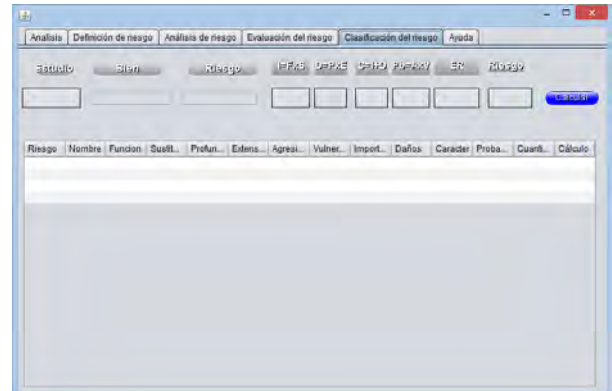 Analisis Definición de riesgo Análisis de riesgo Evaluación del riesgo Clasificación del riesgo Ayuda
Estudio Bien Riesgo I=FxS D=PxE C=I+D Pb=AxV ER Riesgo
Calcular
Riesgo Nombre Funcion Sustit... Profun... Extens... Agresi... Vulner... Import... Daños Caracter Proba... Cuanti... Cálculo